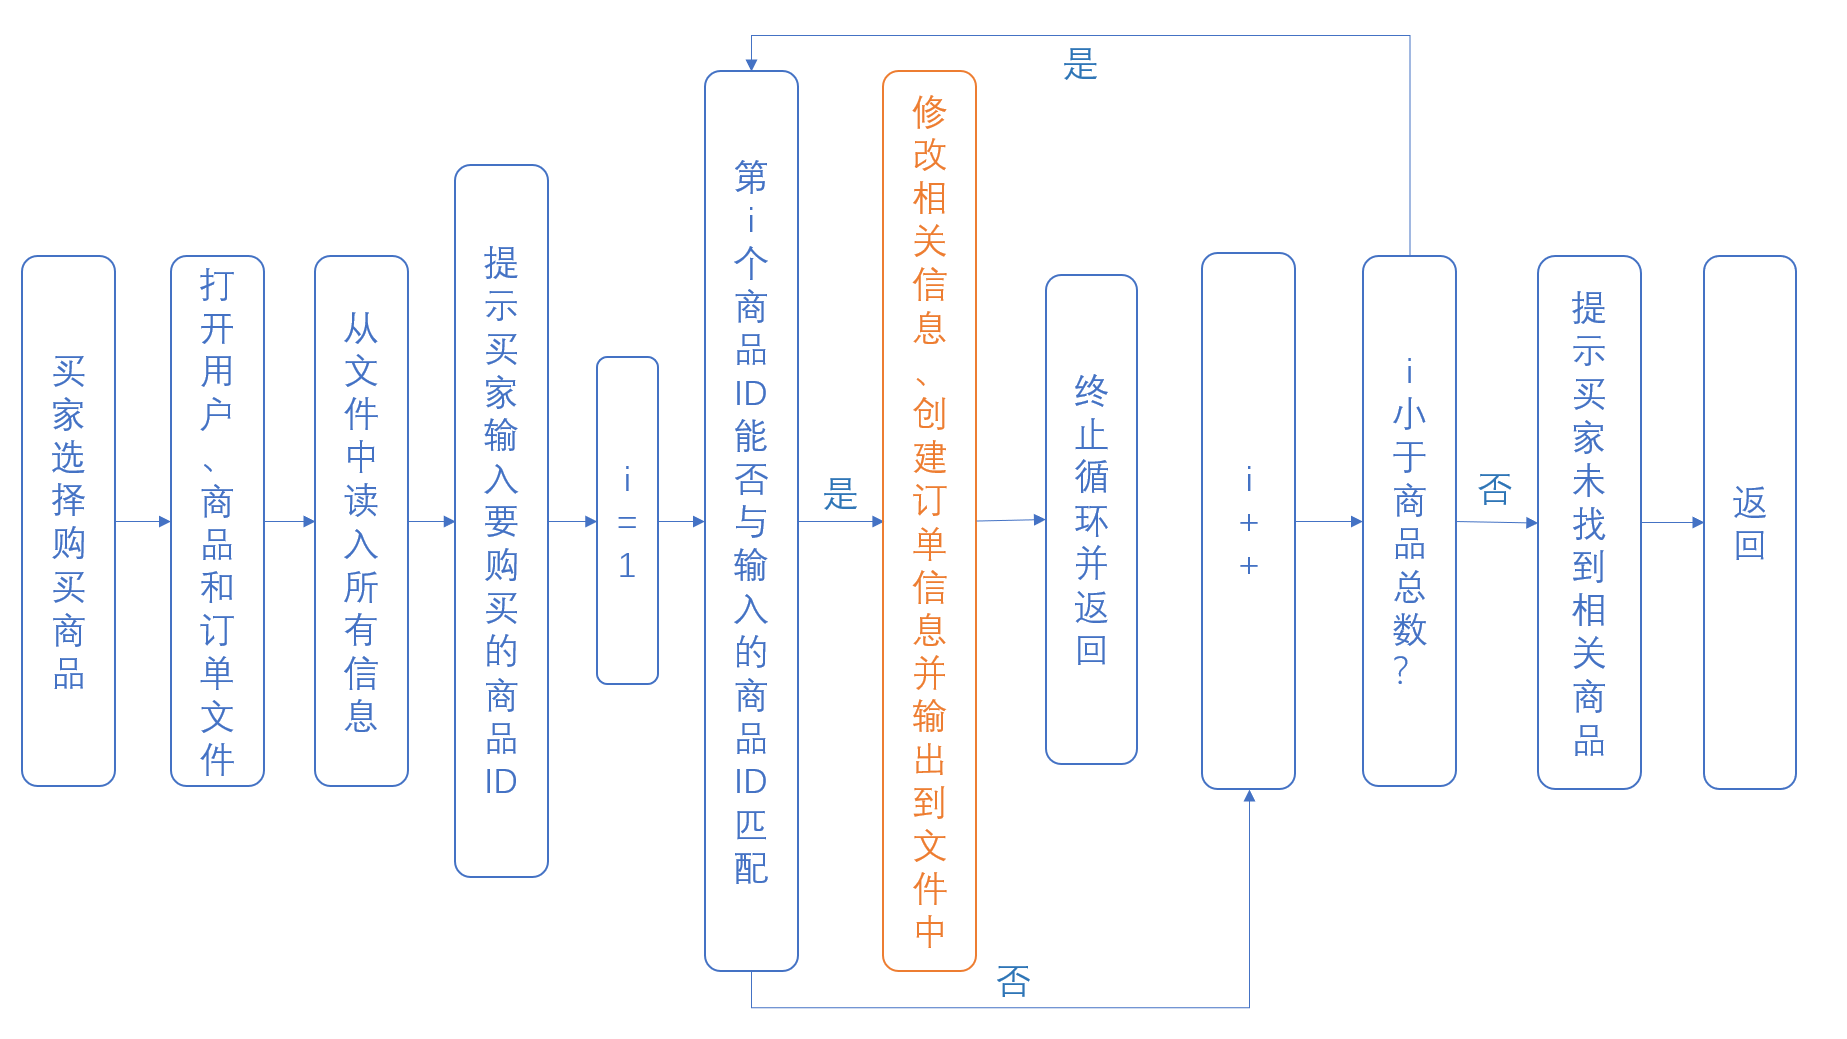 买家选择购买商品
打开用户、商品和订单文件
从文件中读入所有信息
提示买家输入要购买的商品ID
i=1
第i个商品ID能否与输入的商品ID匹配
是
修改相关信息、创建订单信息并输出到文件中
终止循环并返回
否
i++
i小于商品总数?
是
否
提示买家未找到相关商品
返回